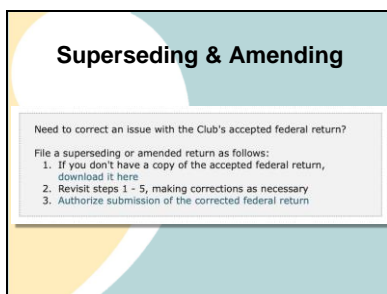 Superseding & Amending
Need to correct an issue with the Club's accepted federal return?
File a superseding or amended return as follows:
1. If you don't have a copy of the accepted federal return,
download it here
2. Revisit steps 1 - 5, making corrections as necessary
3. Authorize submission of the corrected federal return